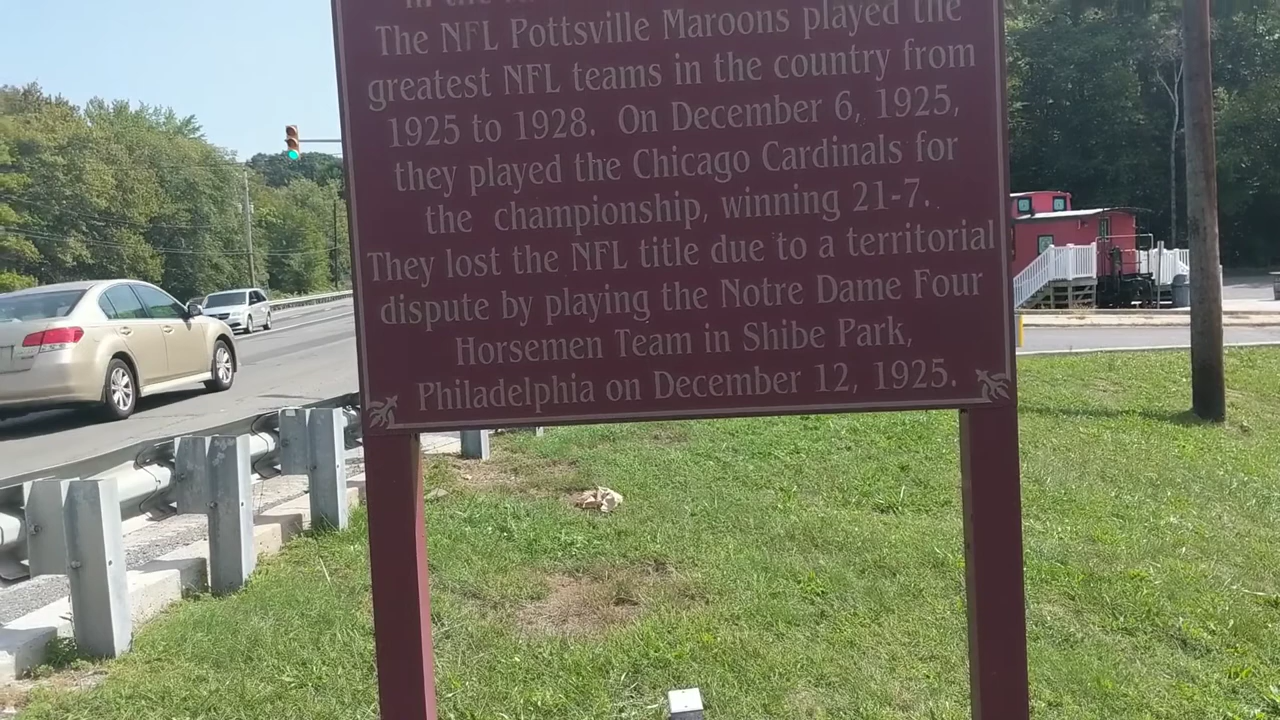 in the
The NFL Pottsville Maroons played the
greatest NFL teams in the country from
1925 to 1928. On December 6, 1925,
they played the Chicago Cardinals for
the championship, winning 21-7.
They lost the NFL title due to a territorial
dispute by playing the Notre Dame Four
Horsemen Team in Shibe Park,
Philadelphia on December 12, 1925.